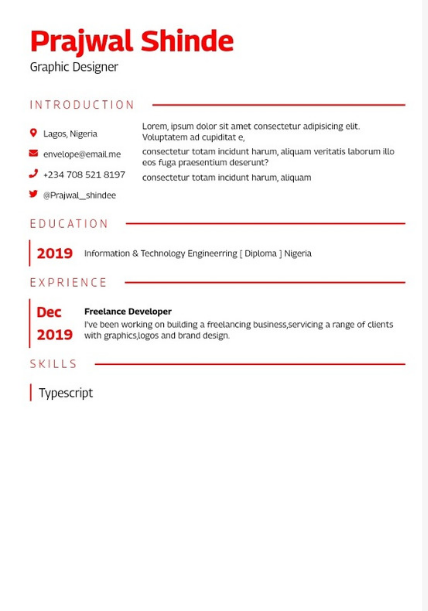 Prajwal Shinde
Graphic Designer
INTRODUCTION
Lagos, Nigeria
envelope@email.me
+234 708 521 8197
@Prajwal_shindee
Lorem, ipsum dolor sit amet consectetur adipisicing elit.
Voluptatem ad cupiditat e,
consectetur totam incidunt harum, aliquam veritatis laborum illo
eos fuga praesentium deserunt?
consectetur totam incidunt harum, aliquam
EDUCATION
2019 Information & Technology Engineerring [ Diploma ] Nigeria
EXPRIENCE
Dec
2019
Freelance Developer
I've been working on building a freelancing business,servicing a range of clients
with graphics,logos and brand design.
SKILLS
Typescript